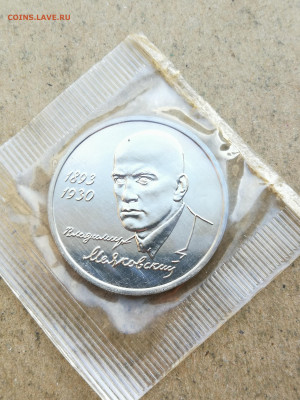 COINS.LAVE.RU
1893
1930
Владимир
Маяковский